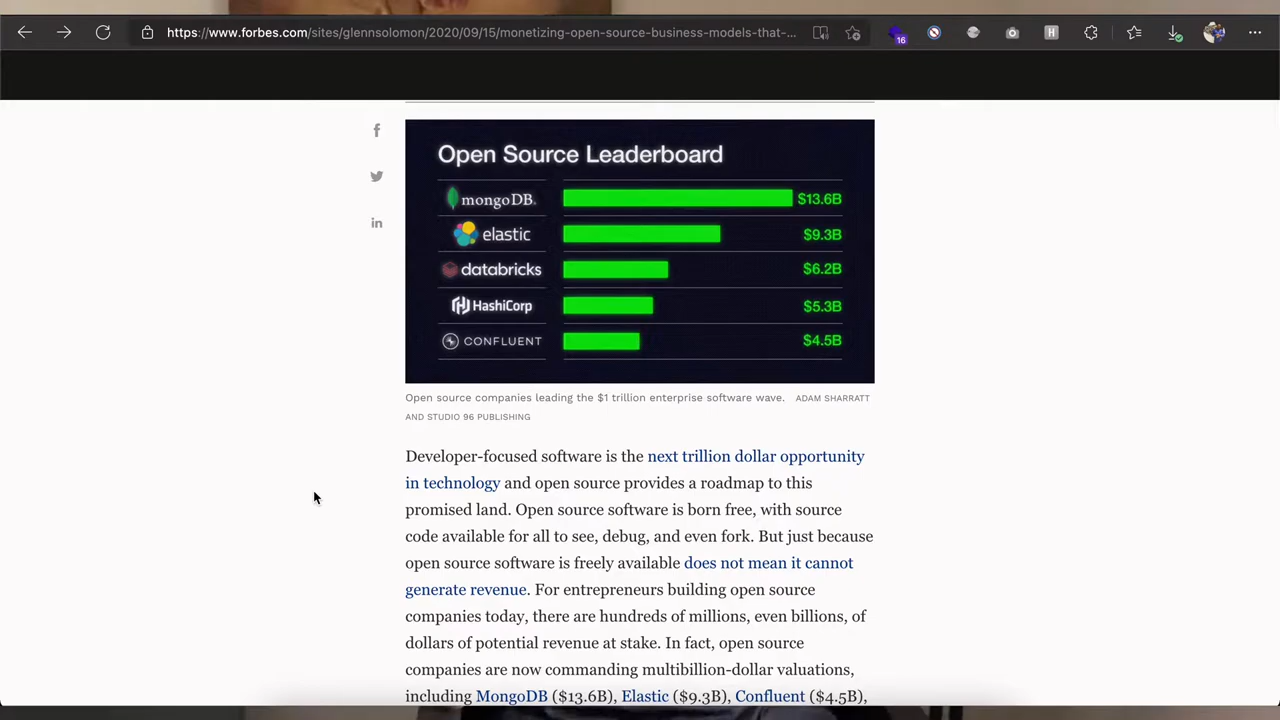 https://www.forbes.com/sites/glennsolomon/2020/09/15/monetizing-open-source-business-models-that-...
16
H
f
in
Open Source Leaderboard
mongoDB. $13.6B
elastic $9.3B
databricks $6.2B
HashiCorp $5.3B
CONFLUENT $4.5B
Open source companies leading the $1 trillion enterprise software wave. ADAM SHARRATT
AND STUDIO 96 PUBLISHING
Developer-focused software is the next trillion dollar opportunity
in technology and open source provides a roadmap to this
promised land. Open source software is born free, with source
code available for all to see, debug, and even fork. But just because
open source software is freely available does not mean it cannot
generate revenue. For entrepreneurs building open source
companies today, there are hundreds of millions, even billions, of
dollars of potential revenue at stake. In fact, open source
companies are now commanding multibillion-dollar valuations,
including MongoDB ($13.6B), Elastic ($9.3B), Confluent ($4.5B),